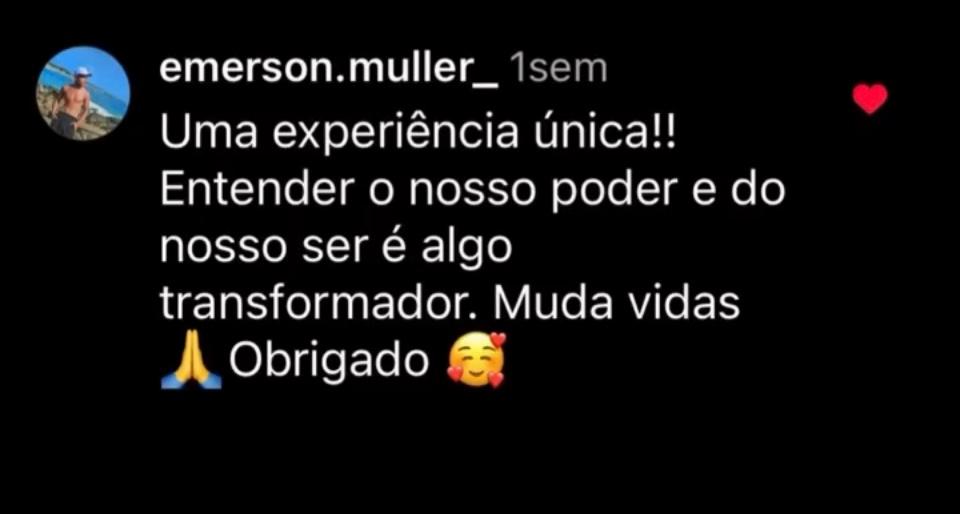 emerson.muller_ 1sem
Uma experiência única!!
Entender o nosso poder e do
nosso ser é algo
transformador. Muda vidas
🙏Obrigado 🥰